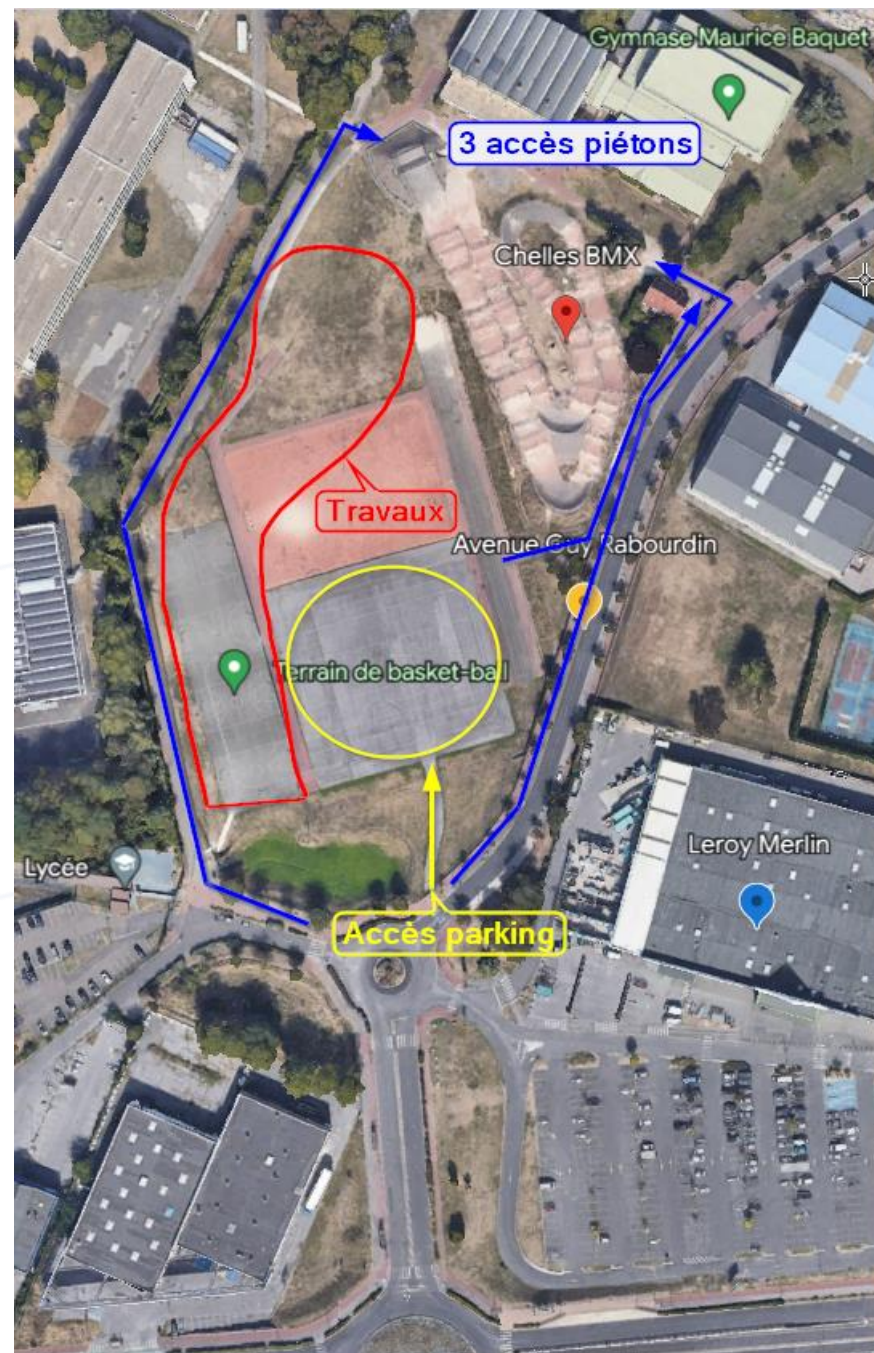 Gymnase Maurice Baquet
3 accès piétons
Chelles BMX
Travaux
Avenue Guy Rabourdin
Terrain de basket-ball
Leroy Merlin
Lycée
Accès parking